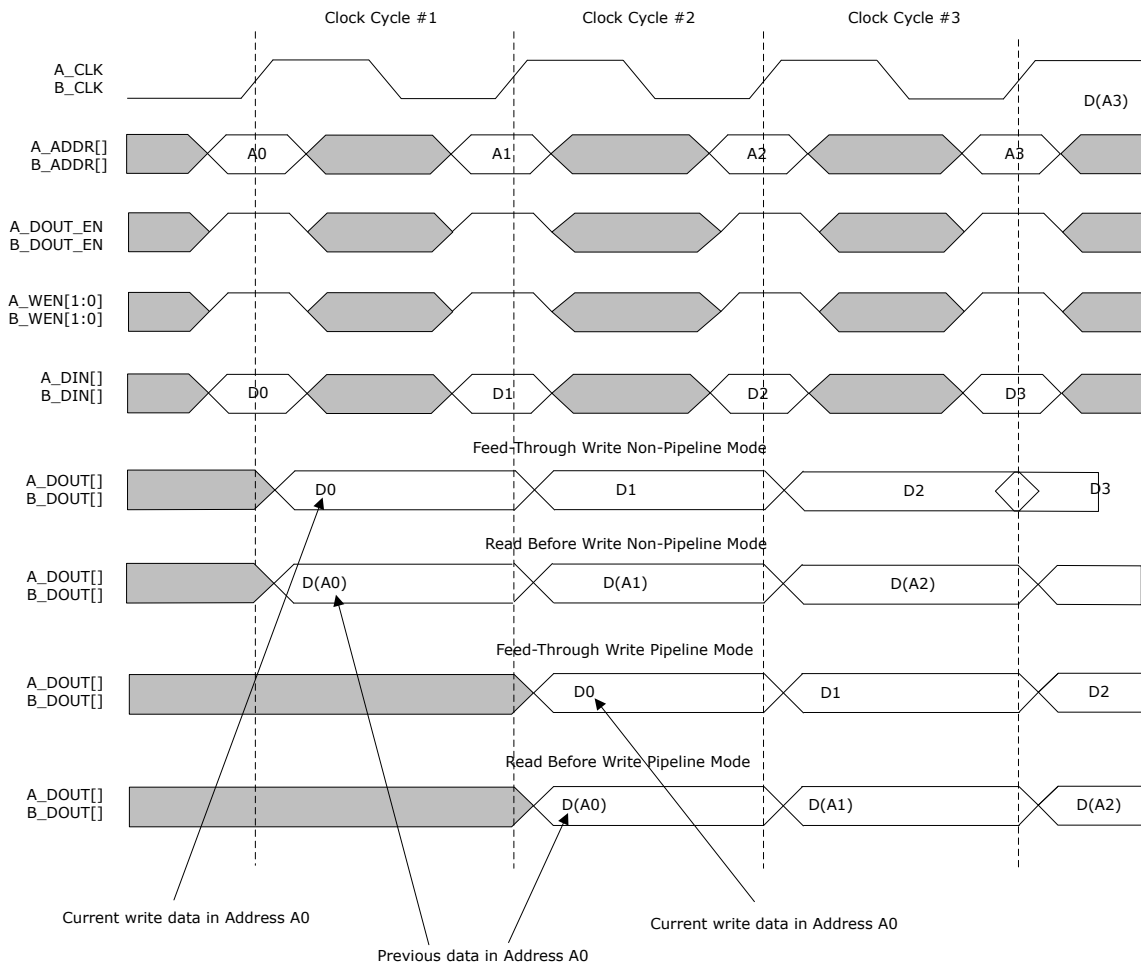 Clock Cycle #1 Clock Cycle #2 Clock Cycle #3
A_CLK
B_CLK
D(A3)
A_ADDR[]
B_ADDR[]
A0 A1 A2 A3
A_DOUT_EN
B_DOUT_EN
A_WEN[1:0]
B_WEN[1:0]
A_DIN[]
B_DIN[]
D0 D1 D2 D3
Feed-Through Write Non-Pipeline Mode
A_DOUT[]
B_DOUT[]
D0 D1 D2 D3
Read Before Write Non-Pipeline Mode
A_DOUT[]
B_DOUT[]
D(A0) D(A1) D(A2)
Feed-Through Write Pipeline Mode
A_DOUT[]
B_DOUT[]
D0 D1 D2
Read Before Write Pipeline Mode
A_DOUT[]
B_DOUT[]
D(A0) D(A1) D(A2)
Current write data in Address A0
Current write data in Address A0
Previous data in Address A0